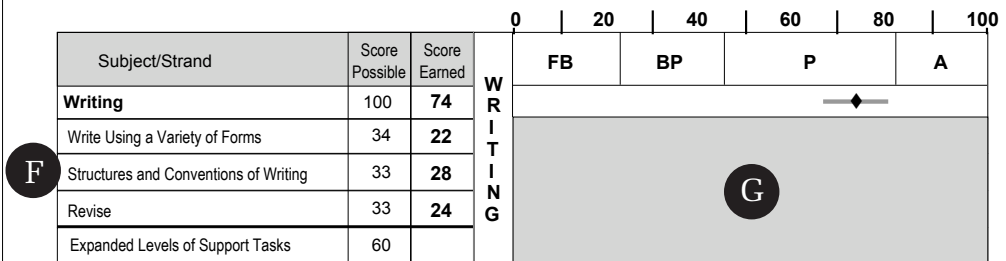 0 20 40 60 80 100
Subject/Strand Score Possible Score Earned
WRITING
FB BP P A
Writing 100 74
Write Using a Variety of Forms 34 22
F
Structures and Conventions of Writing 33 28
G
Revise 33 24
Expanded Levels of Support Tasks 60